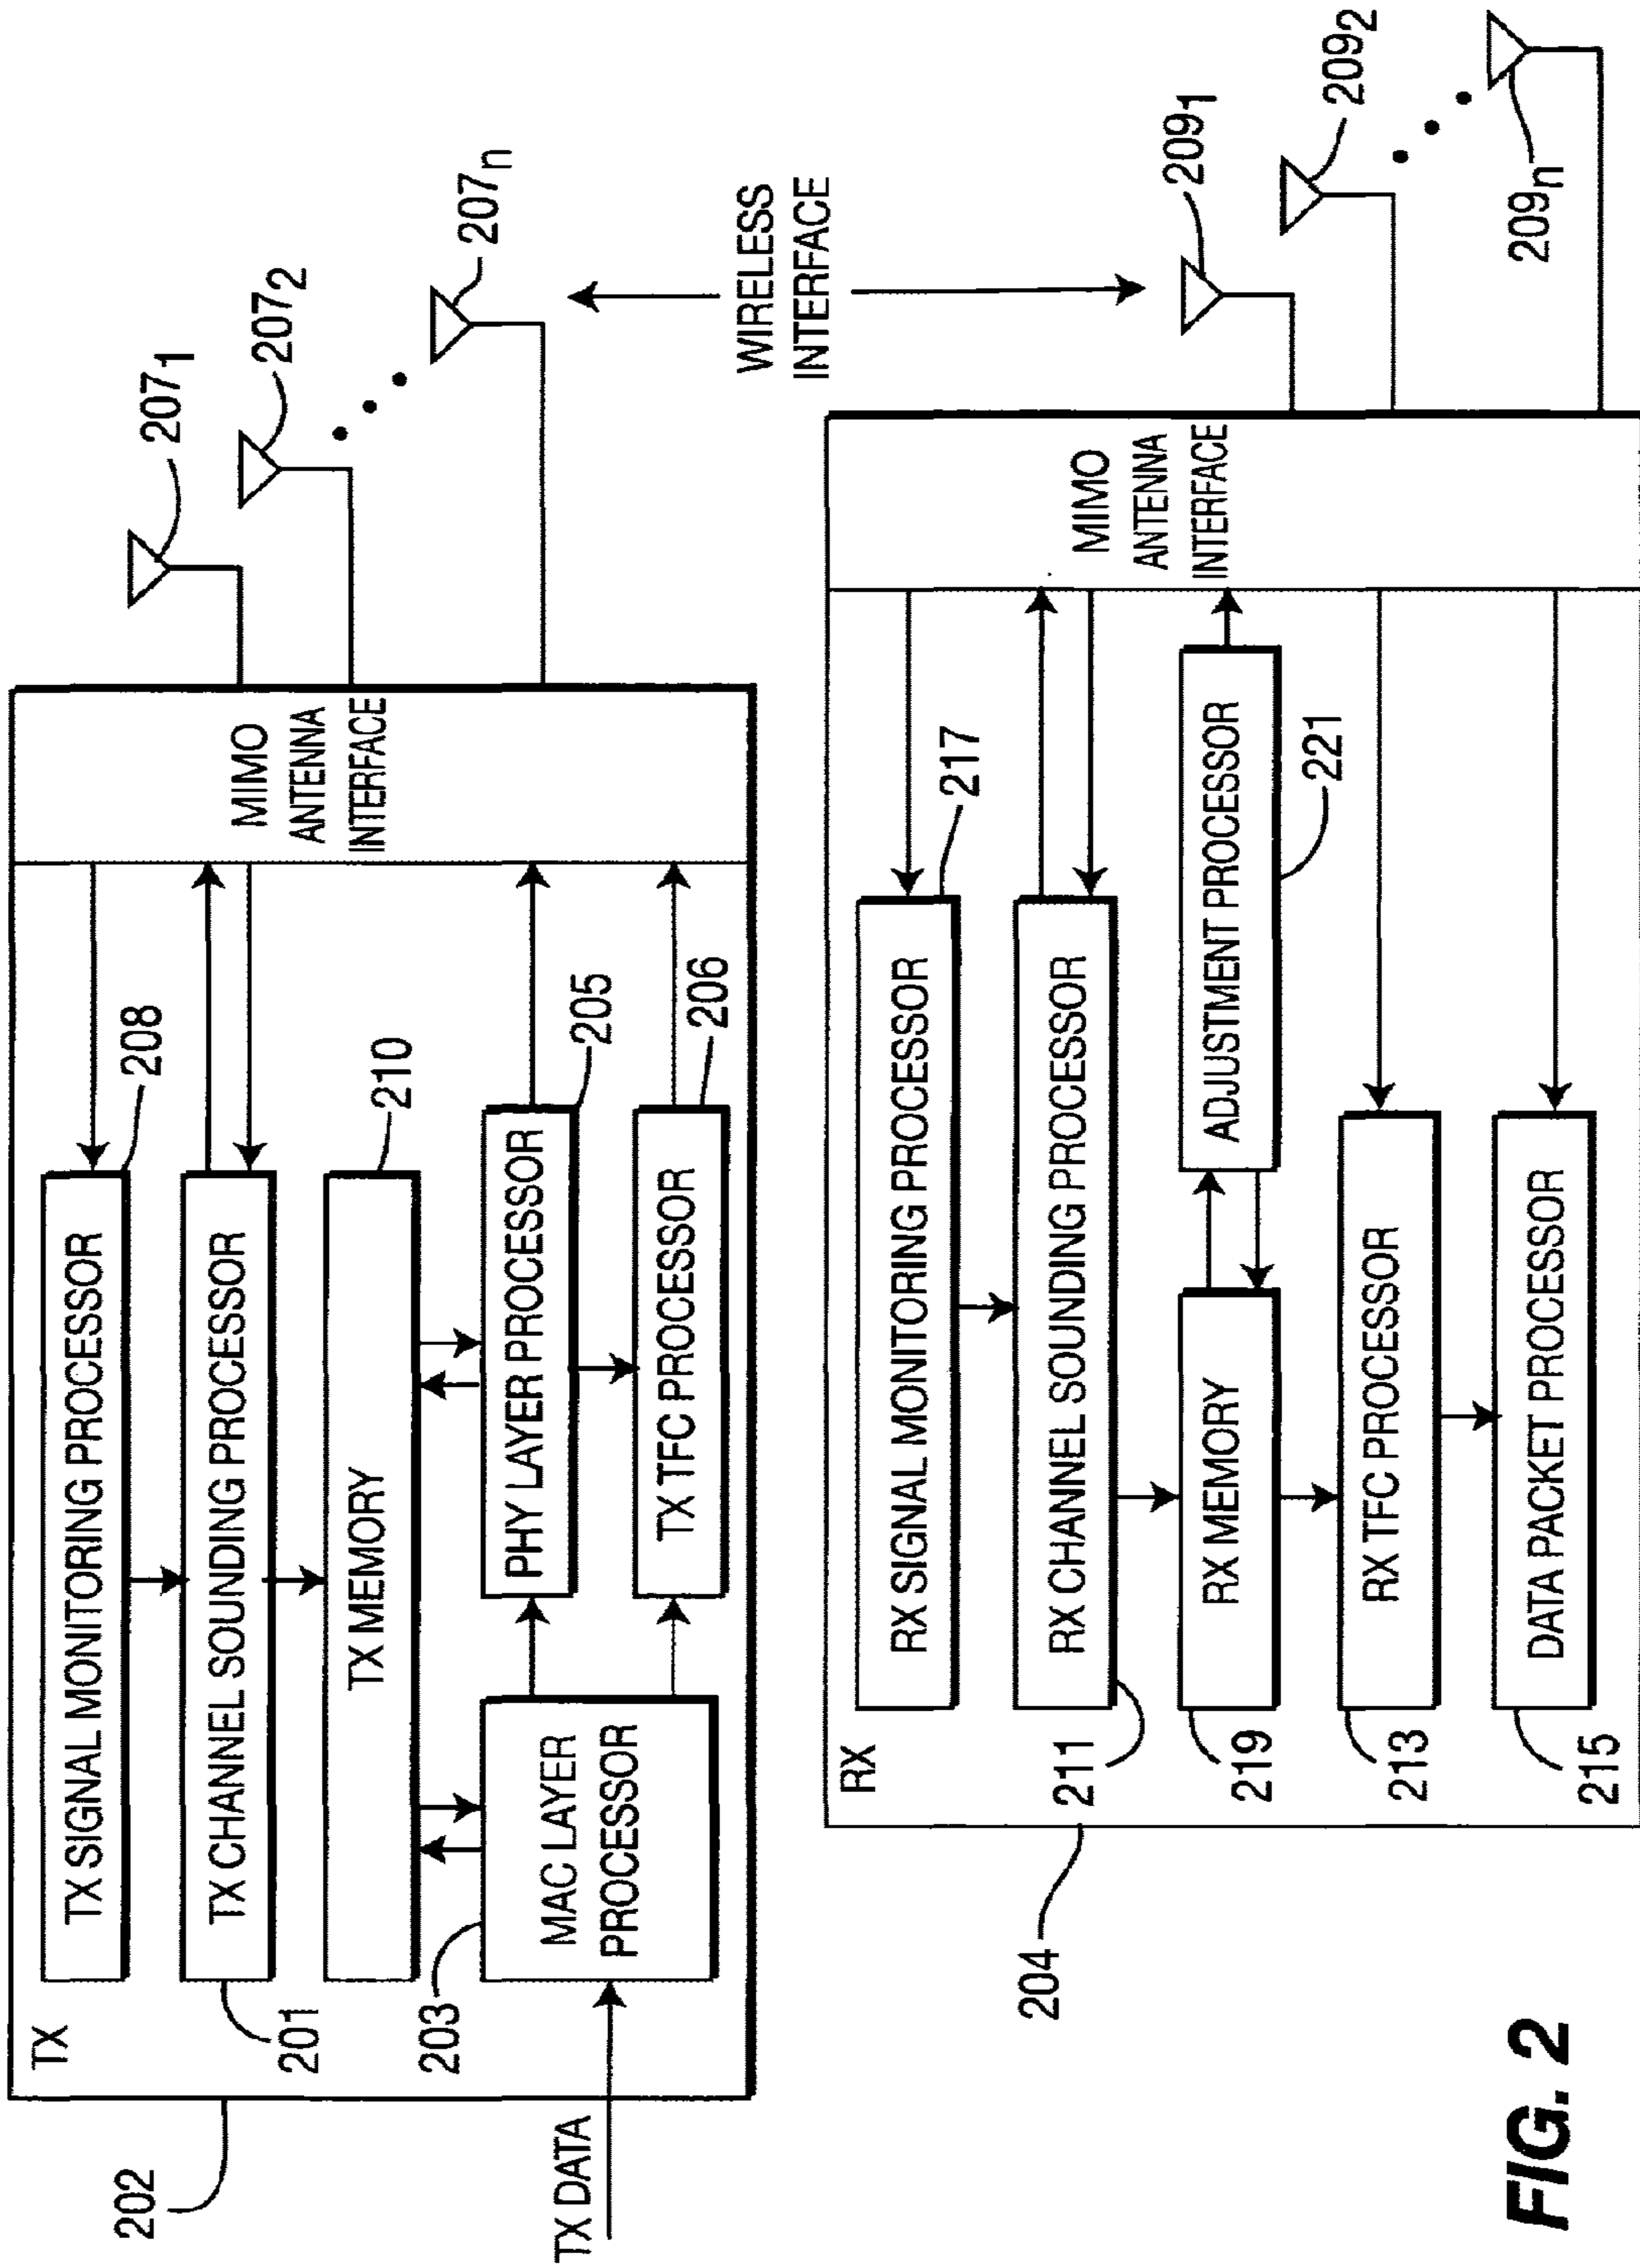 TX
202
TX SIGNAL MONITORING PROCESSOR
208
TX CHANNEL SOUNDING PROCESSOR
201
TX MEMORY
210
MAC LAYER
PROCESSOR
203
PHY LAYER PROCESSOR
205
TX TFC PROCESSOR
206
TX DATA
MIMO
ANTENNA
INTERFACE
2071
2072
207n
WIRELESS
INTERFACE
RX
204
RX SIGNAL MONITORING PROCESSOR
217
RX CHANNEL SOUNDING PROCESSOR
211
RX MEMORY
219
ADJUSTMENT PROCESSOR
221
RX TFC PROCESSOR
213
DATA PACKET PROCESSOR
215
MIMO
ANTENNA
INTERFACE
2091
2092
209n
FIG. 2